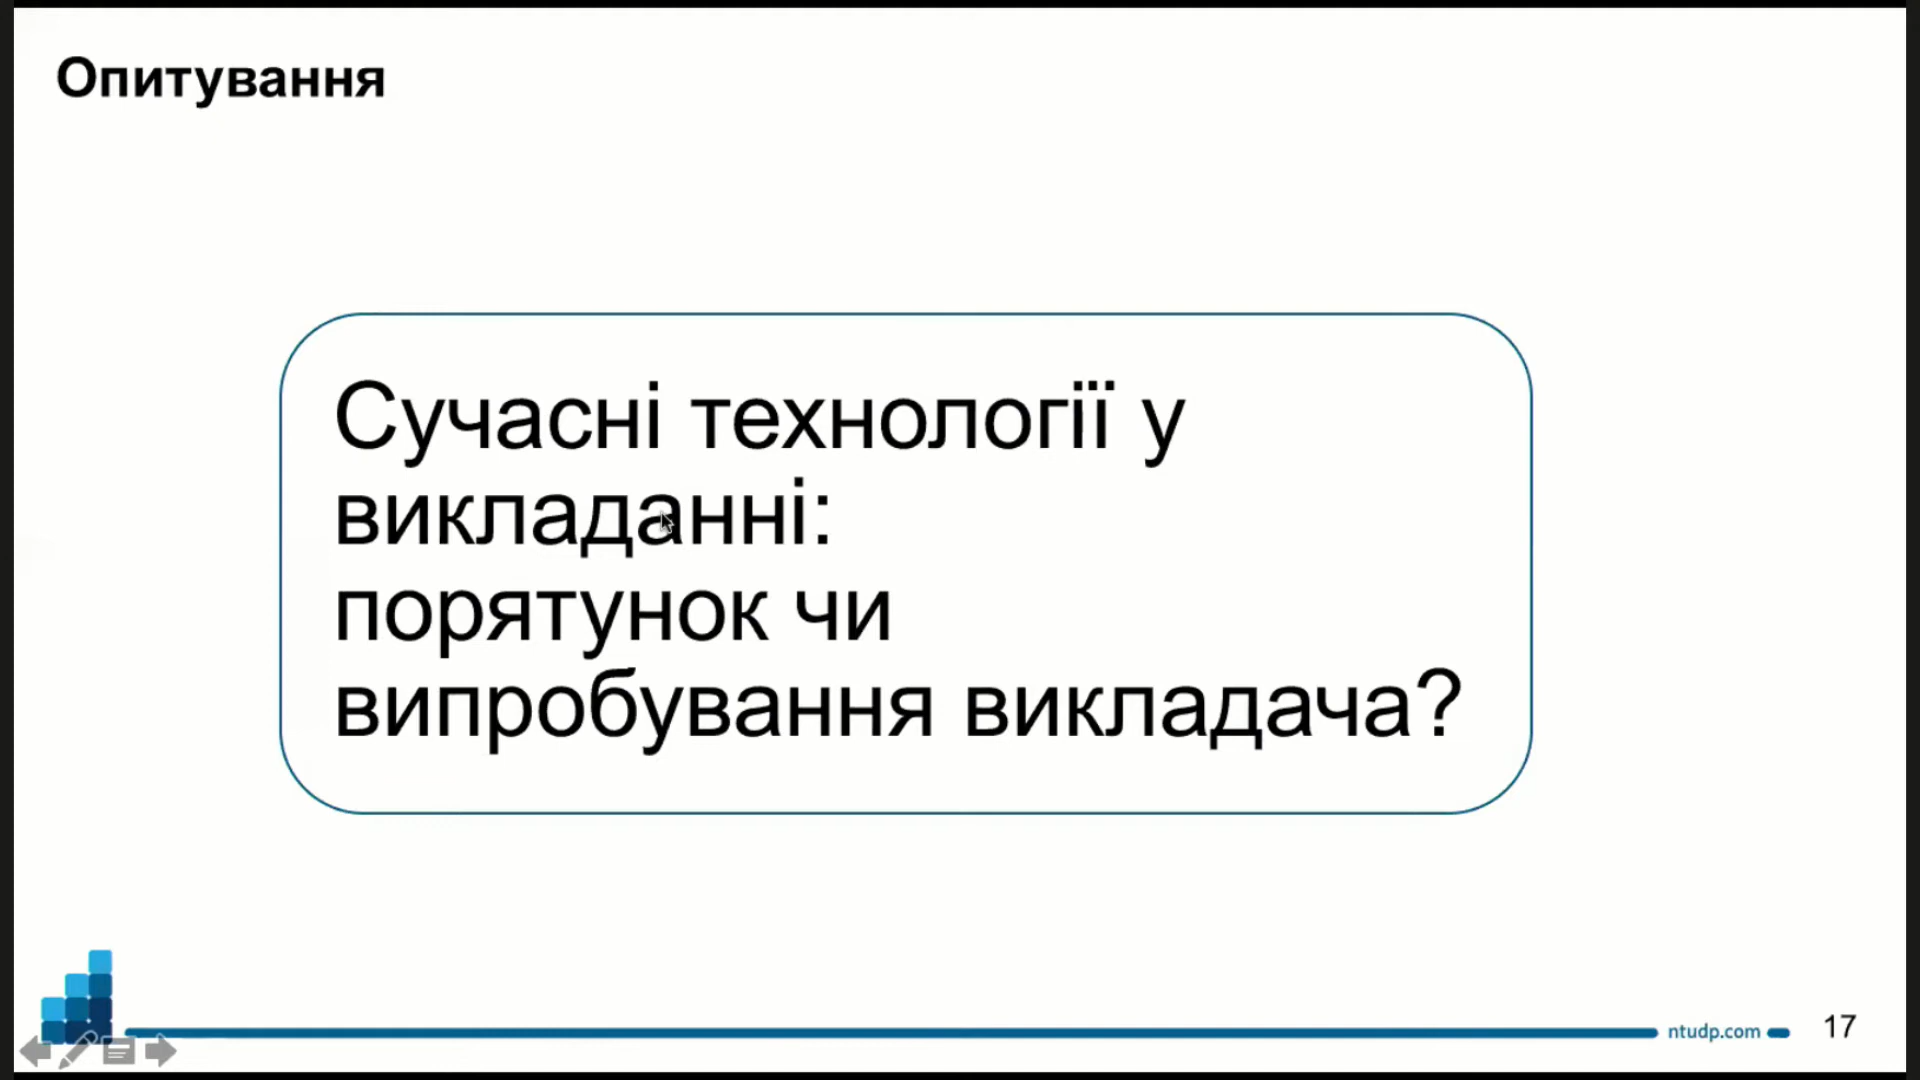 Опитування
Сучасні технології у
викладанні:
порятунок чи
випробування викладача?
ntudp.com
17